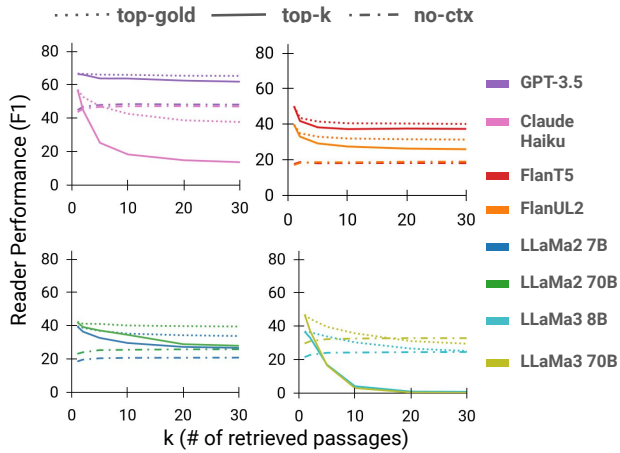 top-gold top-k no-ctx
Reader Performance (F1)
80
60
40
20
0
0 10 20 30
80
60
40
20
0
0 10 20 30
80
60
40
20
0
0 10 20 30
80
60
40
20
0
0 10 20 30
k (# of retrieved passages)
GPT-3.5
Claude
Haiku
FlanT5
FlanUL2
LLaMa2 7B
LLaMa2 70B
LLaMa3 8B
LLaMa3 70B